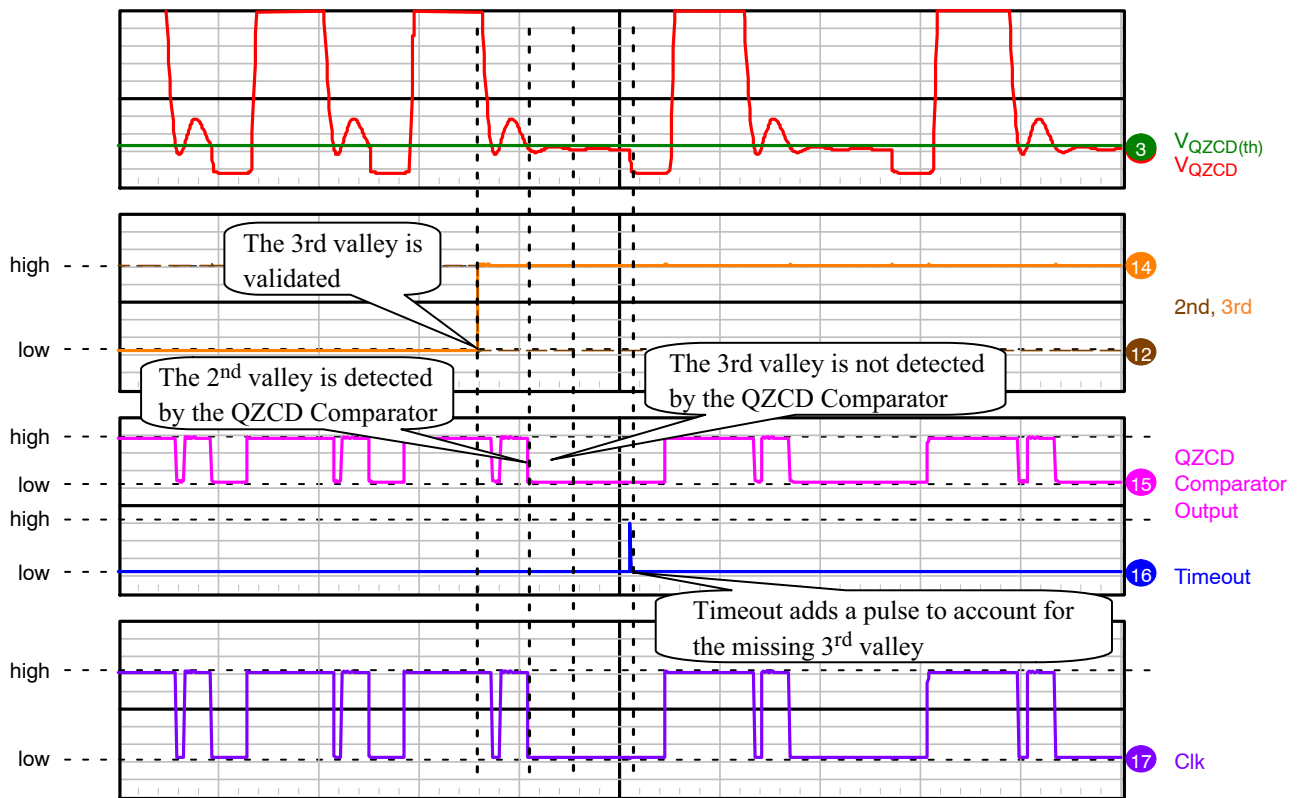 3
V_QZCD(th)
V_QZCD
The 3rd valley is
validated
high
14
2nd, 3rd
low
12
The 2nd valley is detected
by the QZCD Comparator
The 3rd valley is not detected
by the QZCD Comparator
high
low
15
QZCD
Comparator
Output
high
low
16
Timeout
Timeout adds a pulse to account for
the missing 3rd valley
high
low
17
Clk